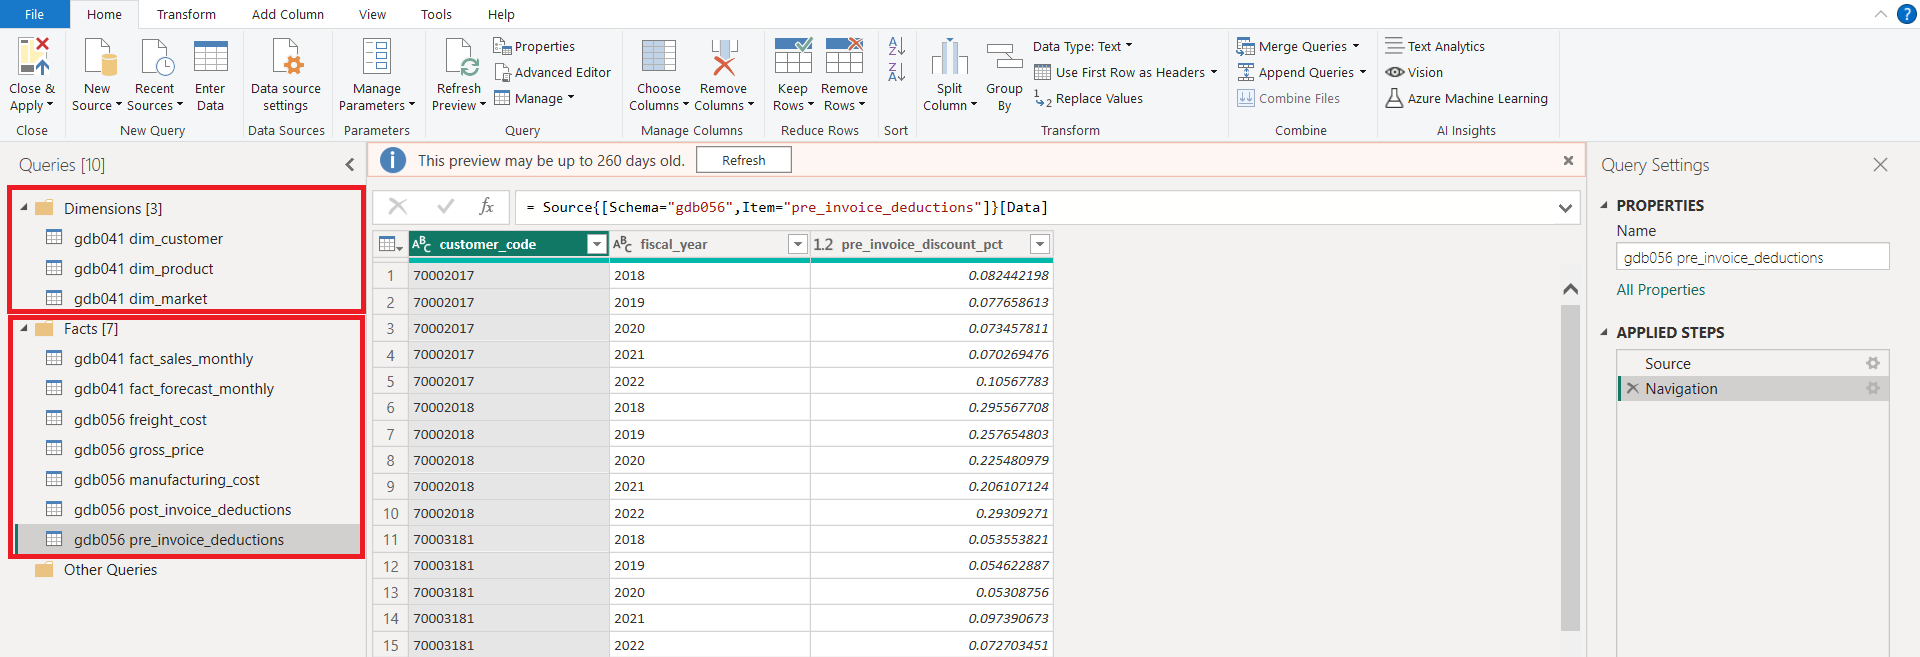 File Home Transform Add Column View Tools Help
Close & Apply
Close
New Source
Recent Sources
Enter Data
New Query
Data source settings
Data Sources
Manage Parameters
Parameters
Refresh Preview
Properties
Advanced Editor
Manage
Query
Choose Columns
Remove Columns
Manage Columns
Keep Rows
Remove Rows
Reduce Rows
Sort
Split Column
Group By
Data Type: Text
Use First Row as Headers
Replace Values
Transform
Merge Queries
Append Queries
Combine Files
Combine
Text Analytics
Vision
Azure Machine Learning
AI Insights
Queries [10]
Dimensions [3]
gdb041 dim_customer
gdb041 dim_product
gdb041 dim_market
Facts [7]
gdb041 fact_sales_monthly
gdb041 fact_forecast_monthly
gdb056 freight_cost
gdb056 gross_price
gdb056 manufacturing_cost
gdb056 post_invoice_deductions
gdb056 pre_invoice_deductions
Other Queries
This preview may be up to 260 days old. Refresh
fx = Source{[Schema="gdb056",Item="pre_invoice_deductions"]}[Data]
ABC customer_code ABC fiscal_year 1.2 pre_invoice_discount_pct
1 70002017 2018 0.082442198
2 70002017 2019 0.077658613
3 70002017 2020 0.073457811
4 70002017 2021 0.070269476
5 70002017 2022 0.10567783
6 70002018 2018 0.295567708
7 70002018 2019 0.257654803
8 70002018 2020 0.225480979
9 70002018 2021 0.206107124
10 70002018 2022 0.29309271
11 70003181 2018 0.053553821
12 70003181 2019 0.054622887
13 70003181 2020 0.05308756
14 70003181 2021 0.097390673
15 70003181 2022 0.072703451
Query Settings
PROPERTIES
Name
gdb056 pre_invoice_deductions
All Properties
APPLIED STEPS
Source
Navigation